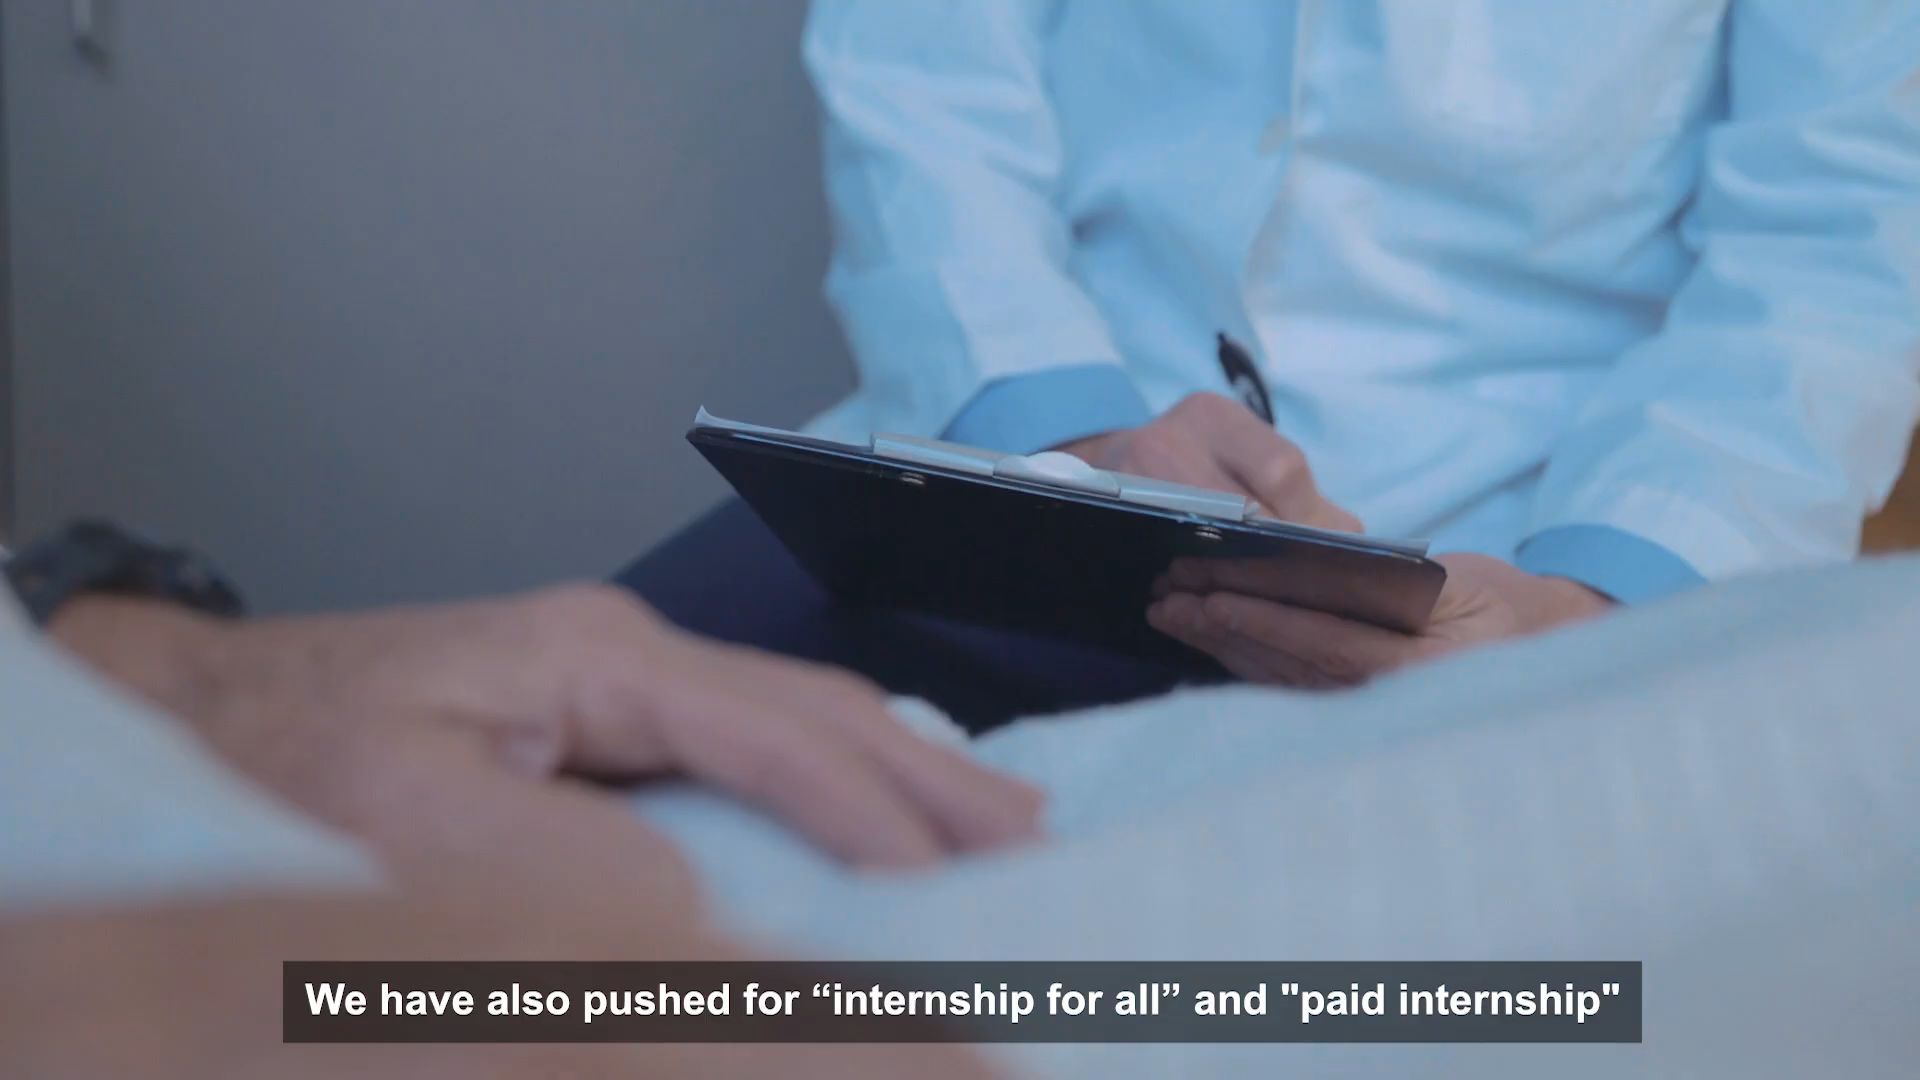 We have also pushed for “internship for all” and "paid internship"